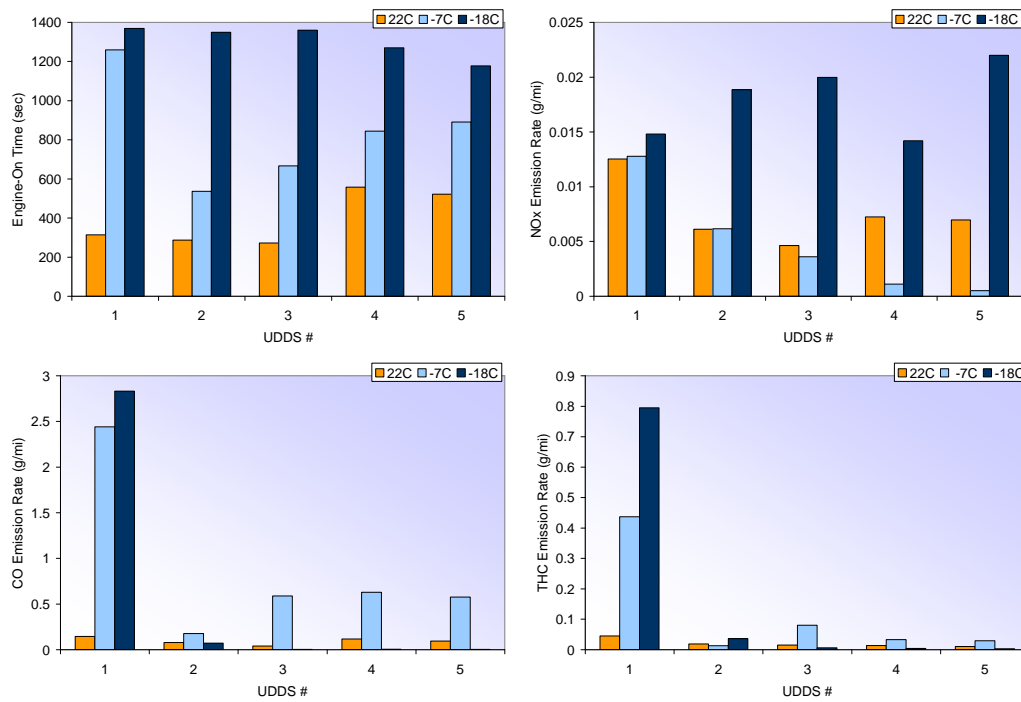 22C -7C -18C
1400
1200
1000
800
600
400
200
0
Engine-On Time (sec)
1 2 3 4 5
UDDS #
22C -7C -18C
0.025
0.02
0.015
0.01
0.005
0
NOx Emission Rate (g/mi)
1 2 3 4 5
UDDS #
22C -7C -18C
3
2.5
2
1.5
1
0.5
0
CO Emission Rate (g/mi)
1 2 3 4 5
UDDS #
22C -7C -18C
0.9
0.8
0.7
0.6
0.5
0.4
0.3
0.2
0.1
0
THC Emission Rate (g/mi)
1 2 3 4 5
UDDS #